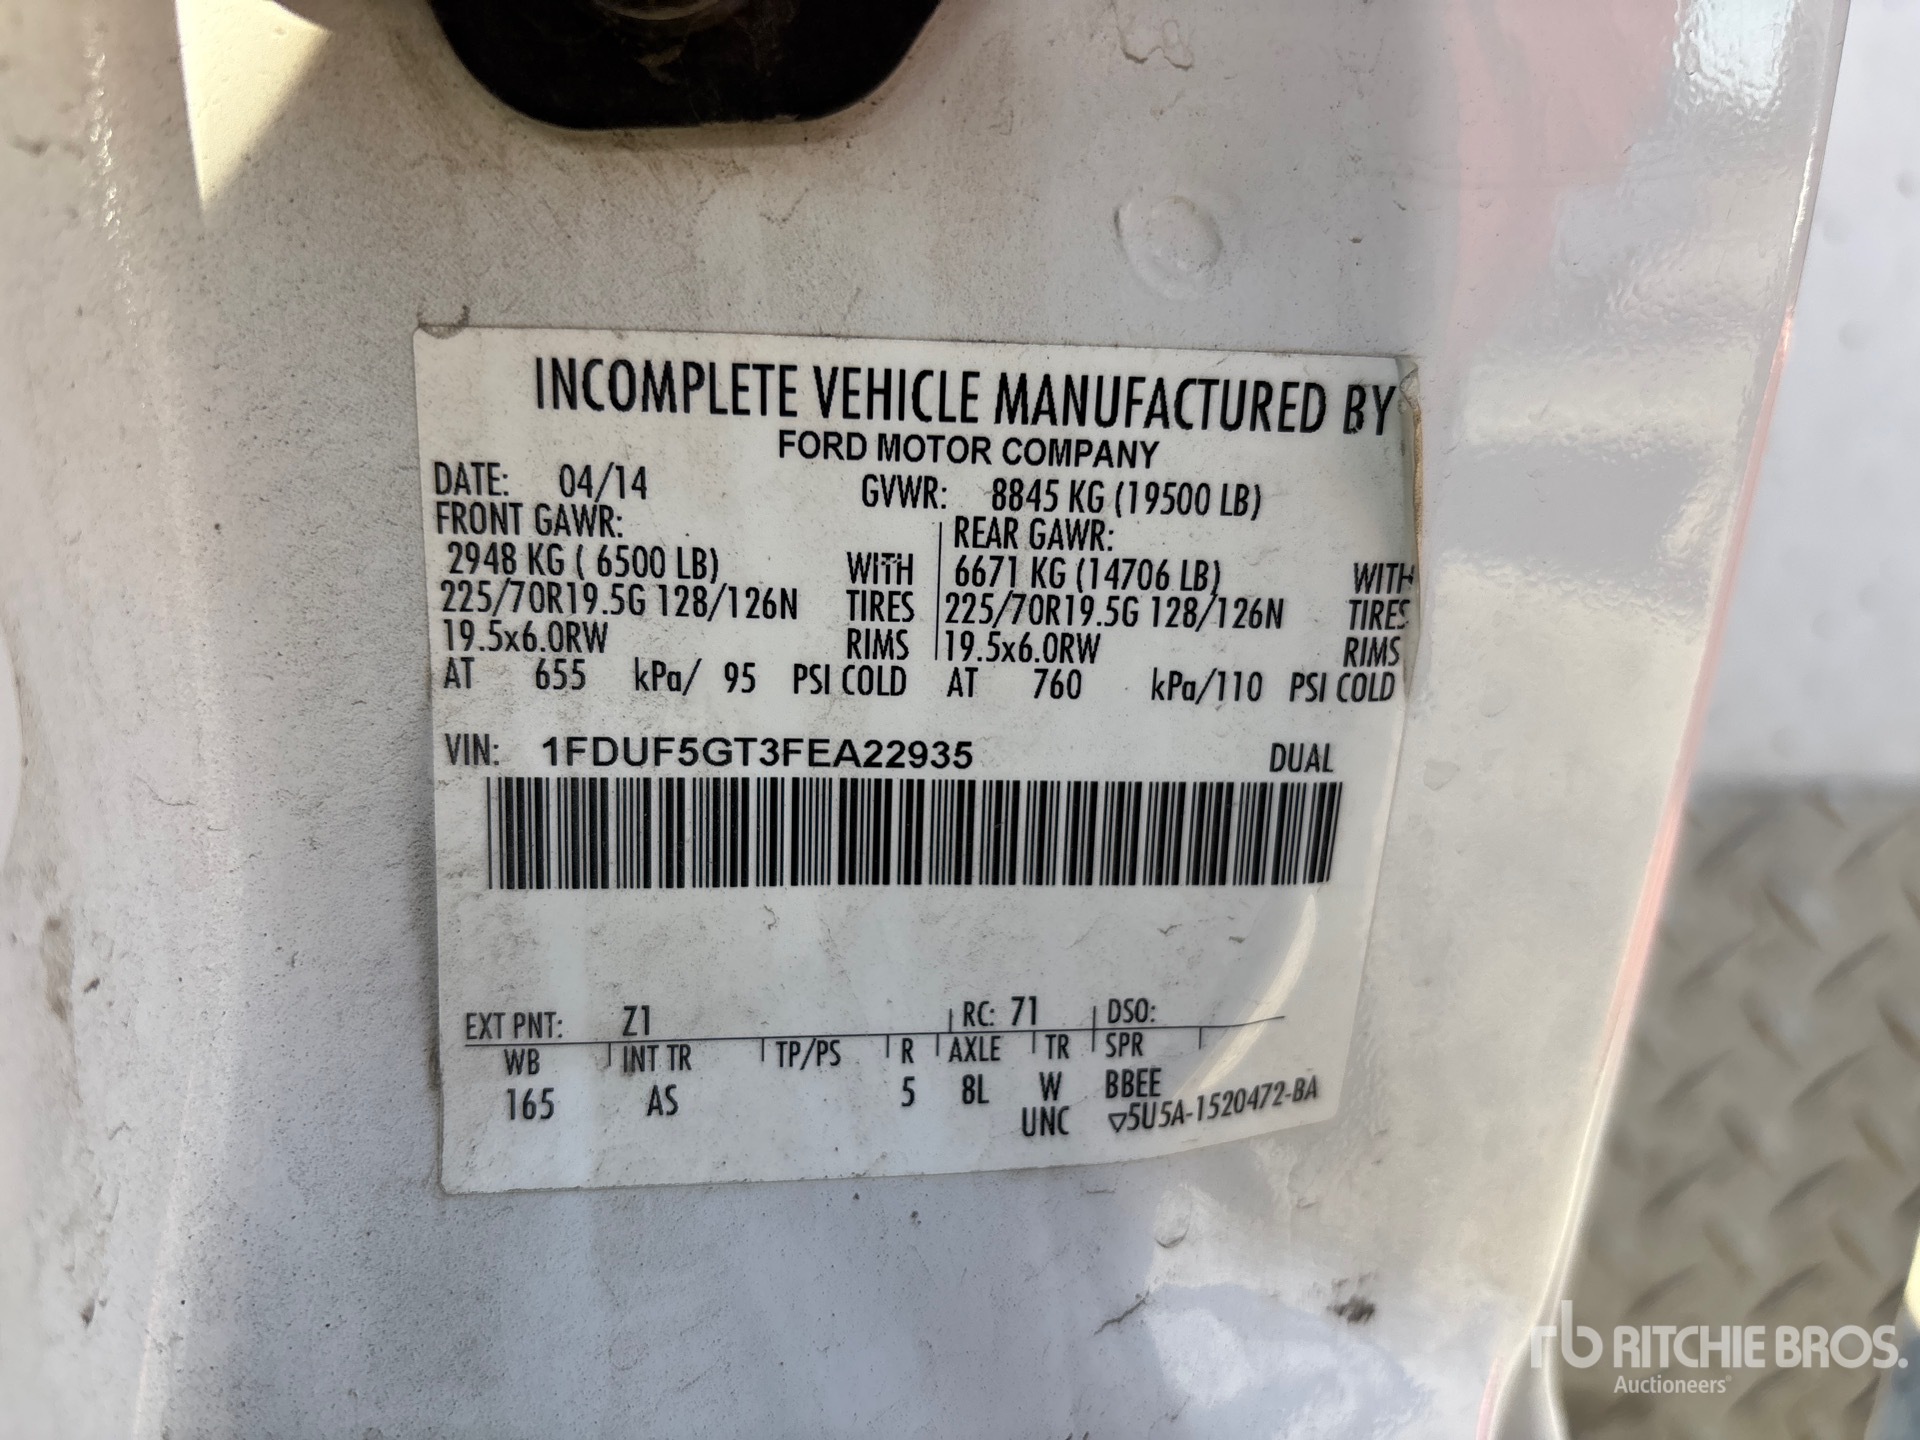 INCOMPLETE VEHICLE MANUFACTURED BY
FORD MOTOR COMPANY
DATE: 04/14 GVWR: 8845 KG (19500 LB)
FRONT GAWR: REAR GAWR:
2948 KG ( 6500 LB) WITH 6671 KG (14706 LB) WITH
225/70R19.5G 128/126N TIRES 225/70R19.5G 128/126N TIRES
19.5x6.0RW RIMS 19.5x6.0RW RIMS
AT 655 kPa/ 95 PSI COLD AT 760 kPa/110 PSI COLD
VIN: 1FDUF5GT3FEA22935 DUAL
EXT PNT: Z1 RC: 71 DSO:
WB INT TR TP/PS R AXLE TR SPR
165 AS 5 8L W BBEE
UNC ▽5U5A-1520472-BA
rb RITCHIE BROS.
Auctioneers